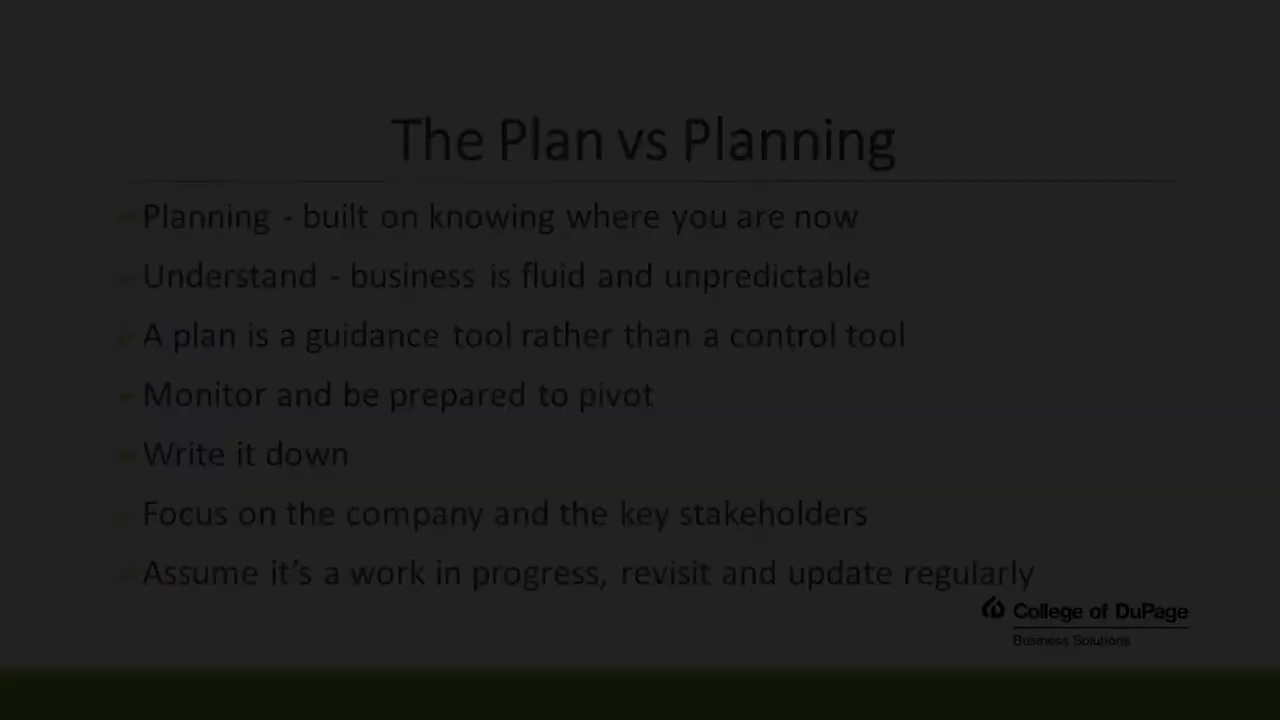 The Plan vs Planning
Planning - built on knowing where you are now
Understand - business is fluid and unpredictable
A plan is a guidance tool rather than a control tool
Monitor and be prepared to pivot
Write it down
Focus on the company and the key stakeholders
Assume it’s a work in progress, revisit and update regularly
College of DuPage
Business Solutions